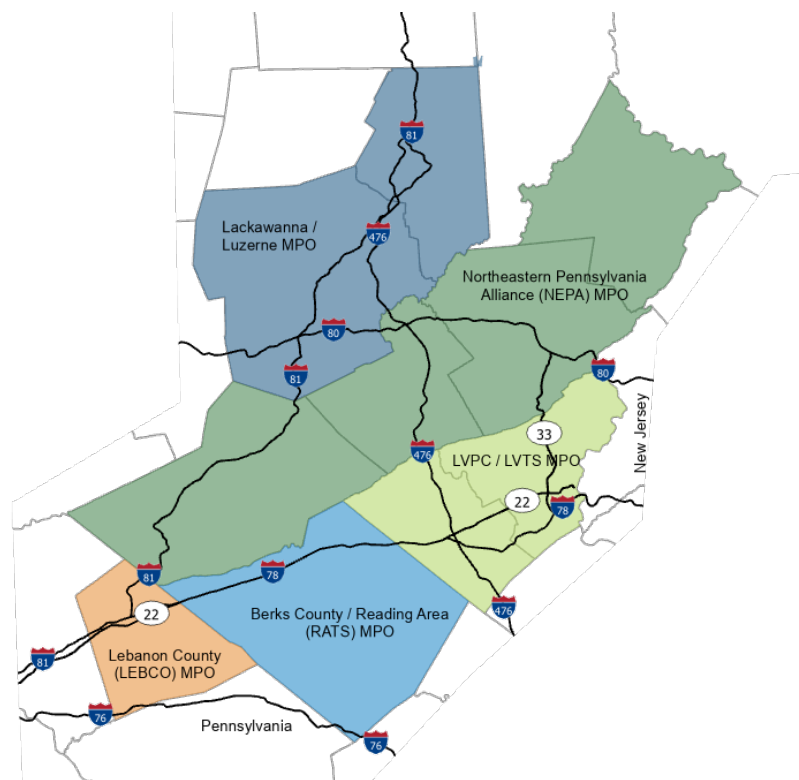 81
Lackawanna /
Luzerne MPO
476
Northeastern Pennsylvania
Alliance (NEPA) MPO
80
80
81
New Jersey
33
476
LVPC / LVTS MPO
22
78
81
78
22
476
Berks County / Reading Area
(RATS) MPO
81
Lebanon County
(LEBCO) MPO
76
Pennsylvania
76